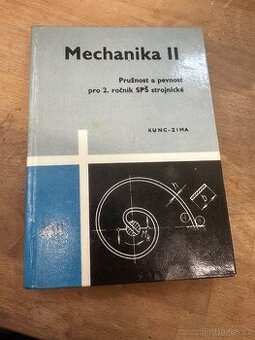 Mechanika II
Pružnost a pevnost
pro 2. ročník SPŠ strojnické
KUNC-ZIMA